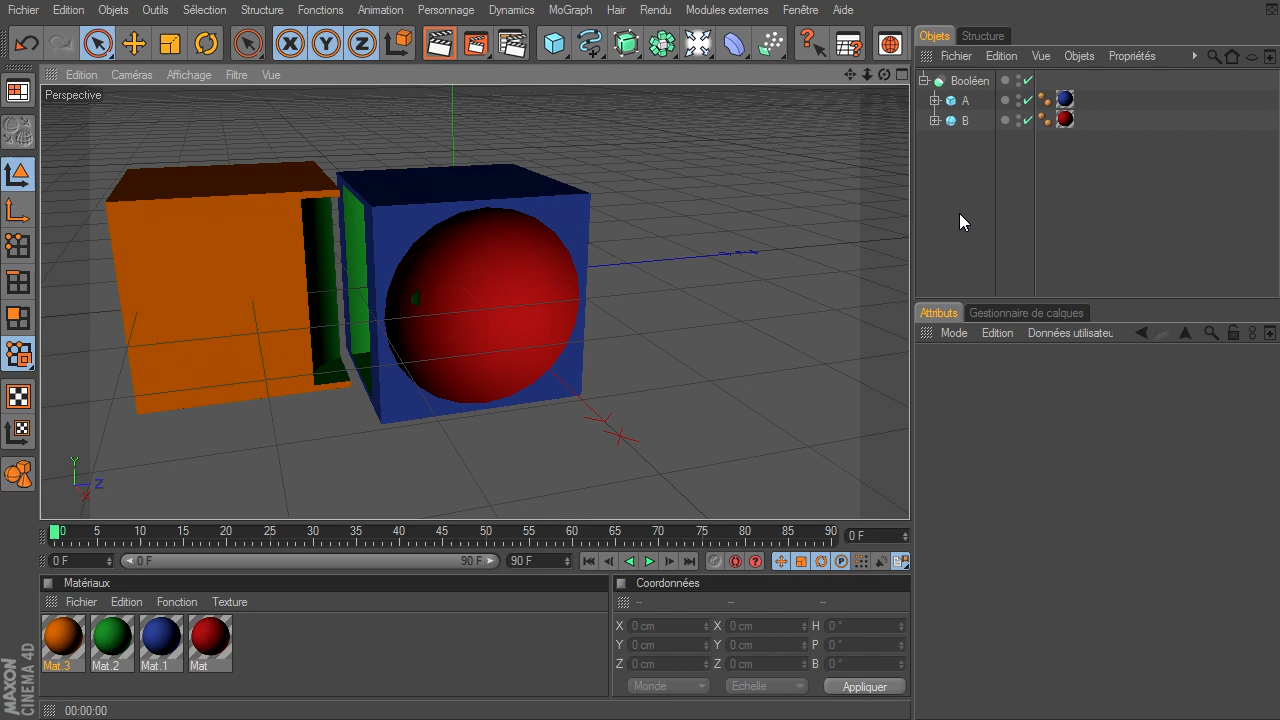 Fichier Edition Objets Outils Sélection Structure Fonctions Animation Personnage Dynamics MoGraph Hair Rendu Modules externes Fenêtre Aide
Objets Structure
Fichier Edition Vue Objets Propriétés
Edition Caméras Affichage Filtre Vue
Perspective
Booléen
A
B
Y
Z
X
Attributs Gestionnaire de calques
Mode Edition Données utilisateu
0 5 10 15 20 25 30 35 40 45 50 55 60 65 70 75 80 85 90 0 F
0 F 0 F 90 F 90 F
Matériaux
Fichier Edition Fonction Texture
Mat.3 Mat.2 Mat.1 Mat
Coordonnées
-- -- --
X 0 cm X 0 cm H 0 °
Y 0 cm Y 0 cm P 0 °
Z 0 cm Z 0 cm B 0 °
Monde Echelle Appliquer
MAXON
CINEMA 4D
00:00:00